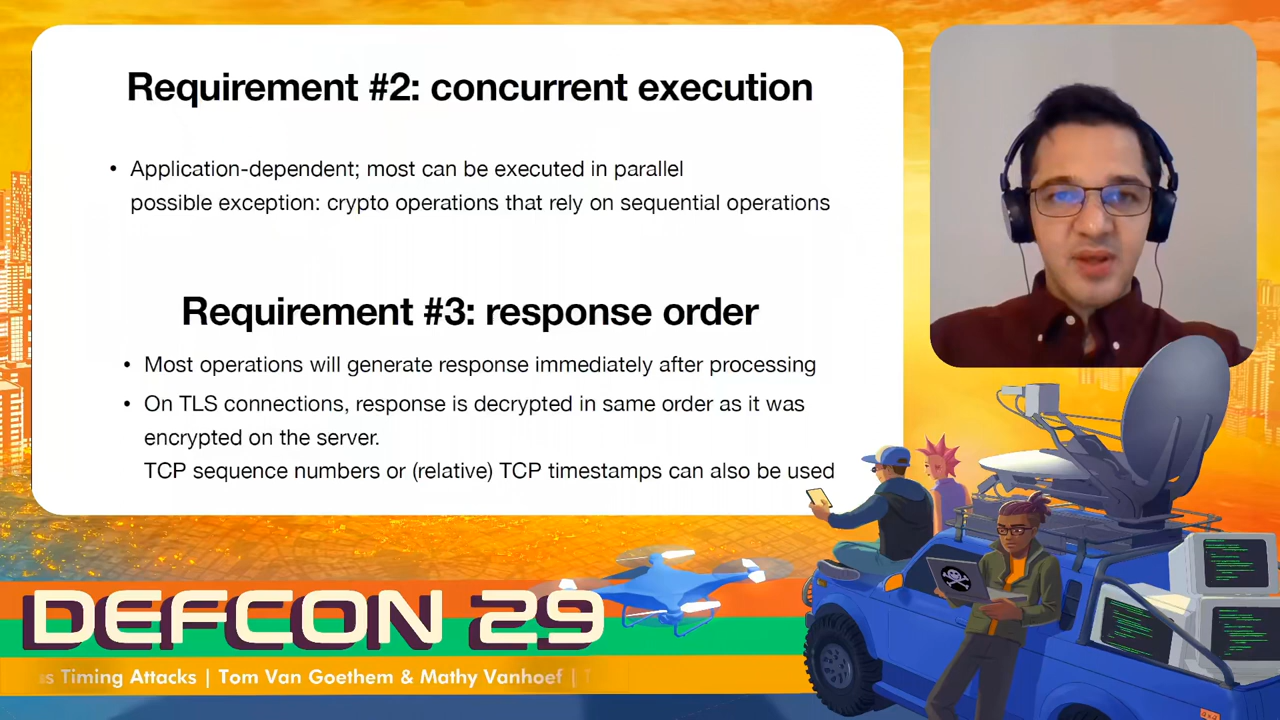 Requirement #2: concurrent execution
• Application-dependent; most can be executed in parallel
possible exception: crypto operations that rely on sequential operations
Requirement #3: response order
• Most operations will generate response immediately after processing
• On TLS connections, response is decrypted in same order as it was
encrypted on the server.
TCP sequence numbers or (relative) TCP timestamps can also be used
DEFCON 29
us Timing Attacks | Tom Van Goethem & Mathy Vanhoef | T